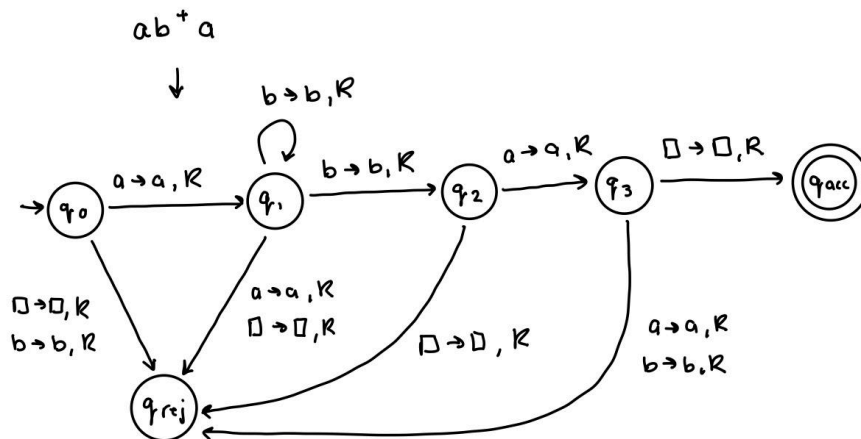 ab⁺a
b→b,R
a→a,R
b→b,R
a→a,R
□→□,R
q0
q1
q2
q3
qacc
□→□,R
b→b,R
a→a,R
□→□,R
□→□,R
a→a,R
b→b,R
qrej